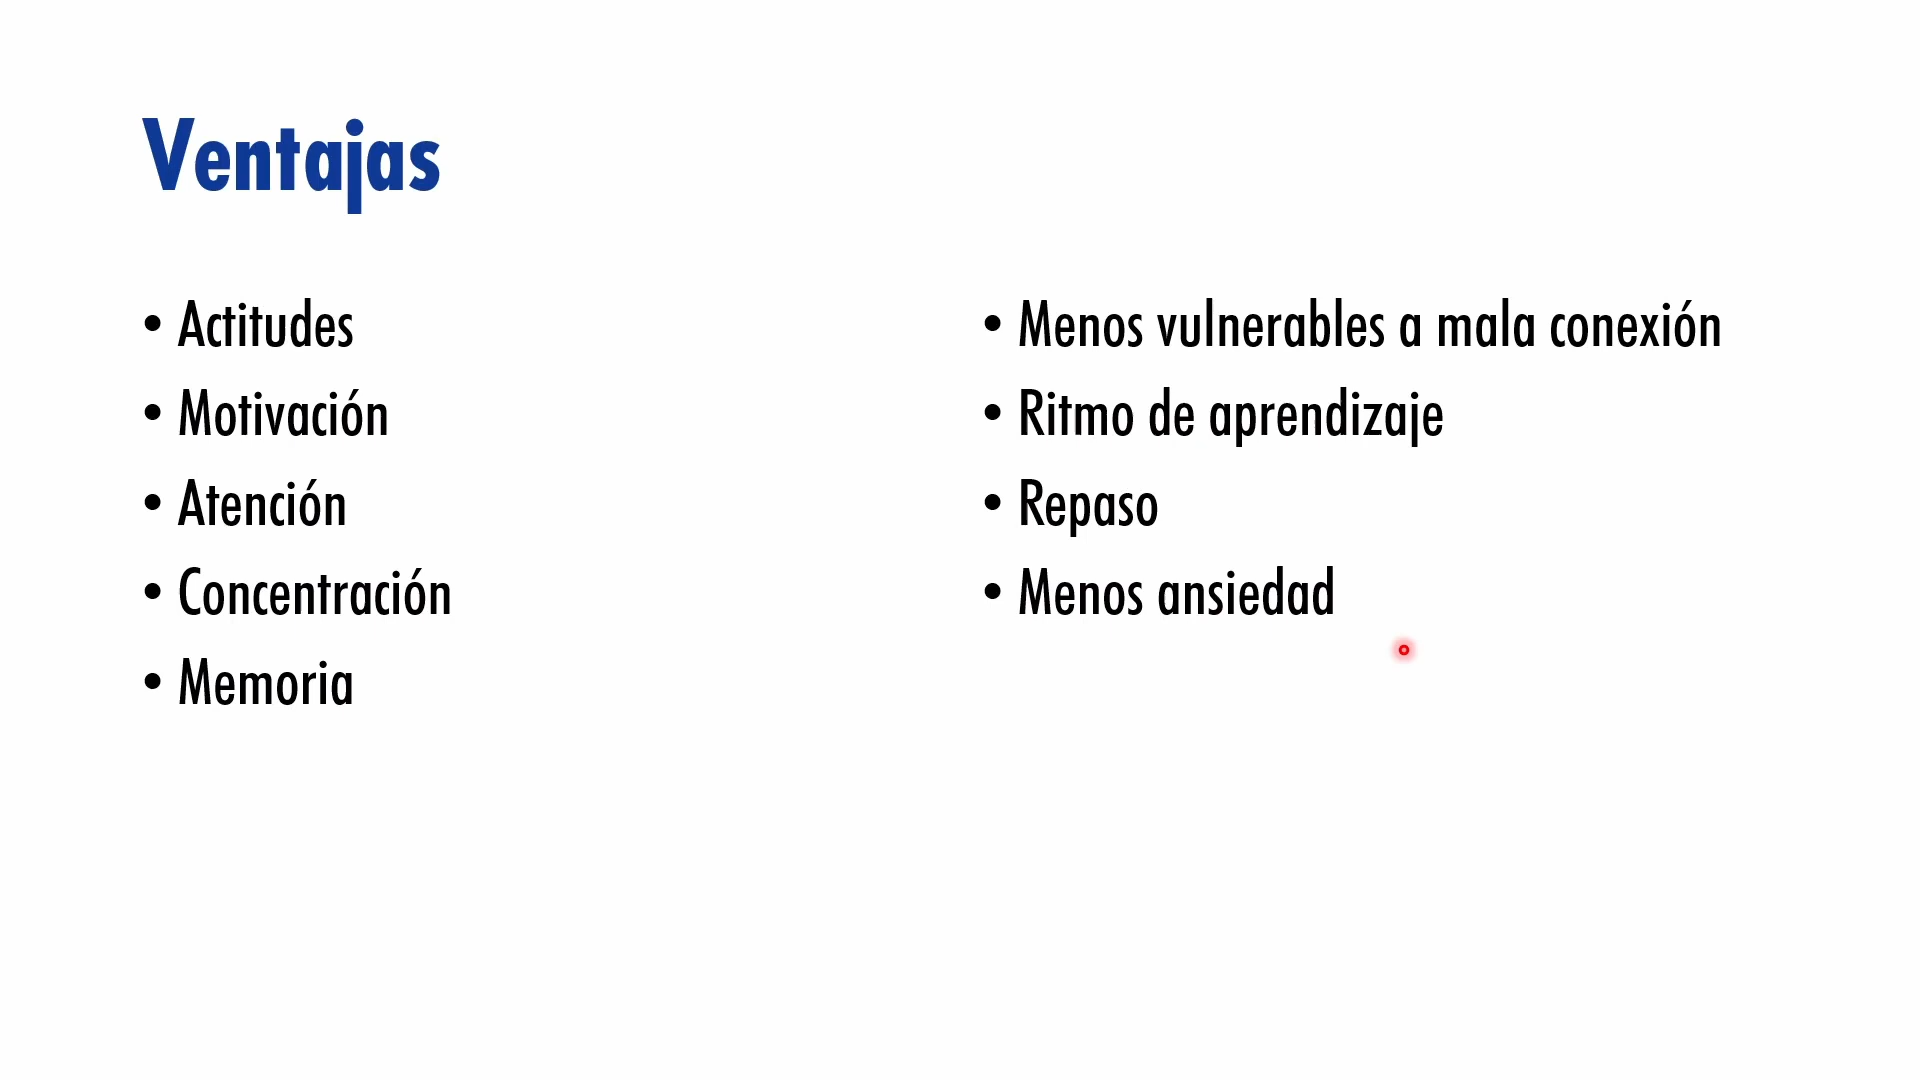 Ventajas
• Actitudes
• Motivación
• Atención
• Concentración
• Memoria
• Menos vulnerables a mala conexión
• Ritmo de aprendizaje
• Repaso
• Menos ansiedad